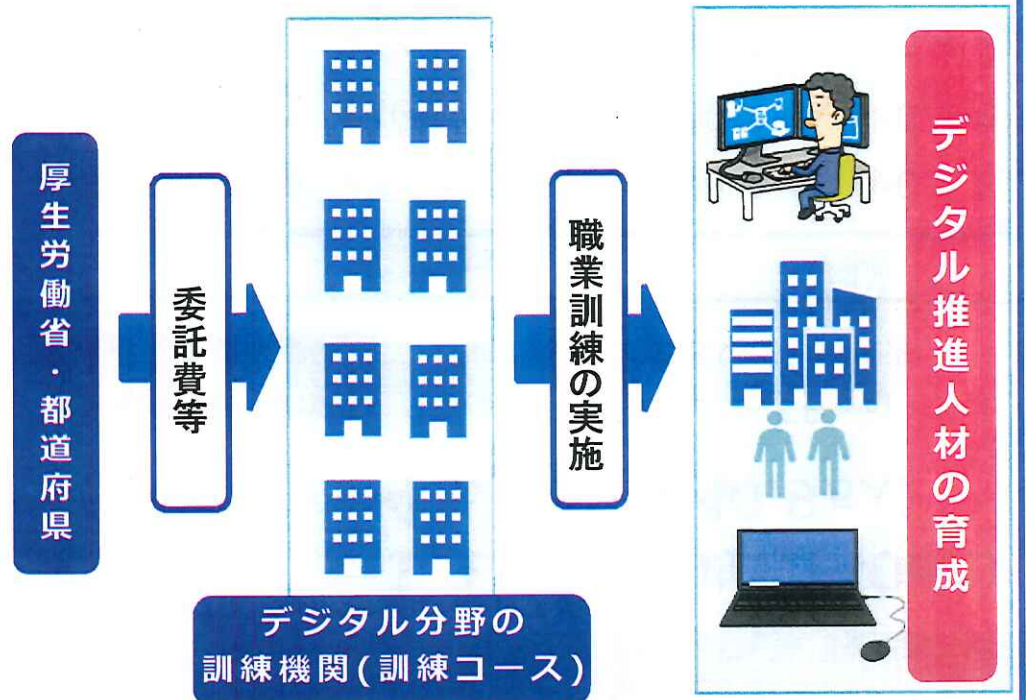 厚生労働省・都道府県
委託費等
デジタル分野の
訓練機関(訓練コース)
職業訓練の実施
デジタル推進人材の育成